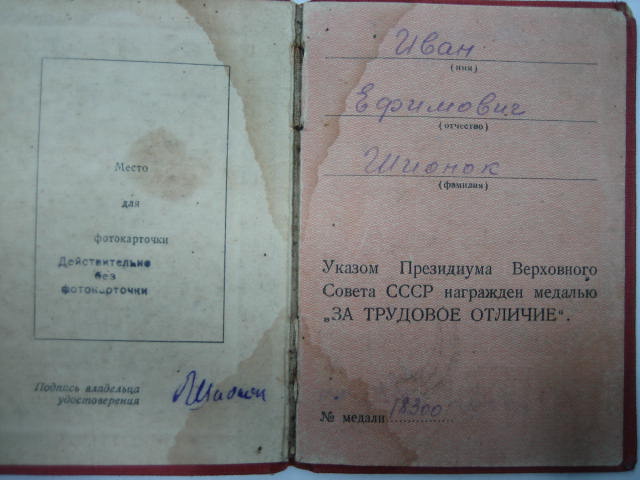 Место
для
фотокарточки
Действительно
без
фотокарточки
Подпись владельца
удостоверения
Иван
(имя)
Ефимович
(отчество)
Шионок
(фамилия)
Указом Президиума Верховного
Совета СССР награжден медалью
„ЗА ТРУДОВОЕ ОТЛИЧИЕ“.
№ медали 18300